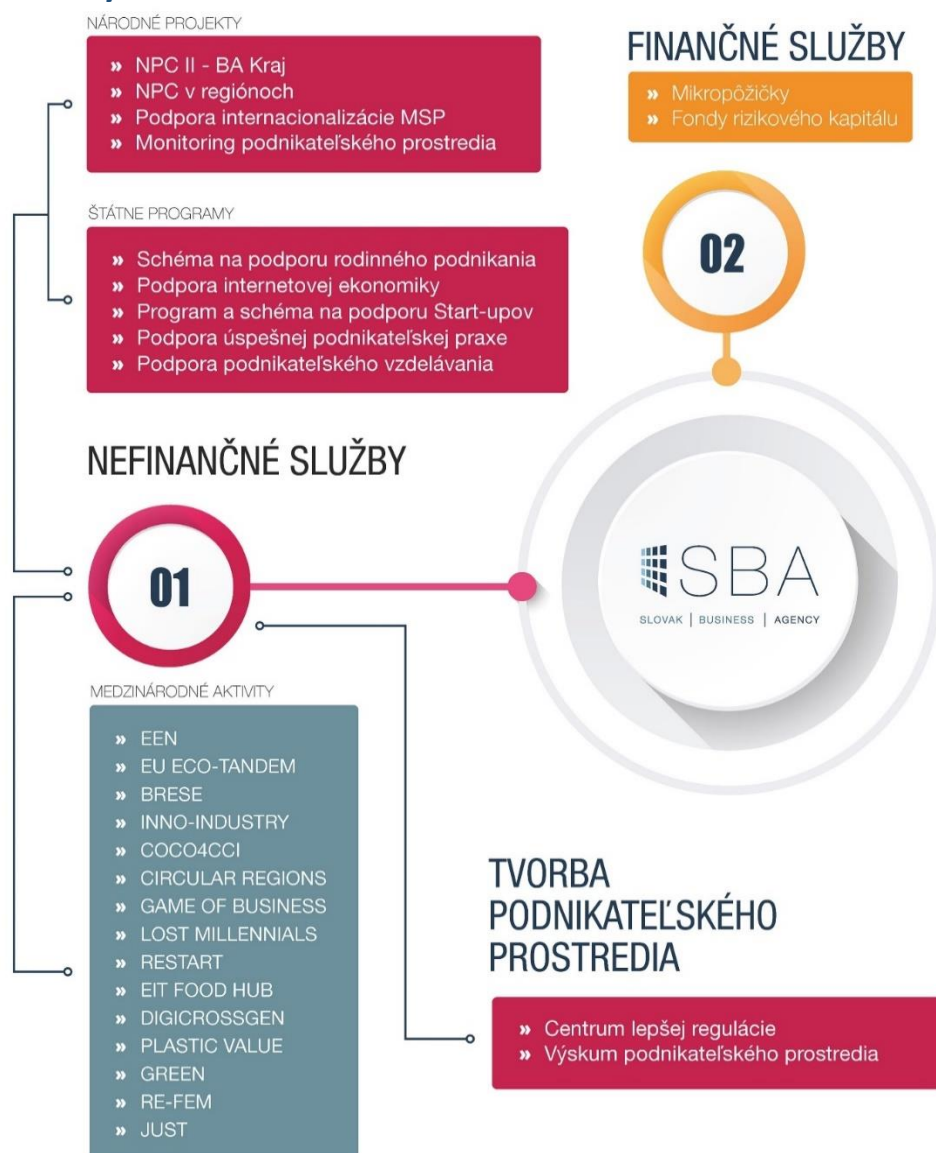 NÁRODNÉ PROJEKTY
» NPC II - BA Kraj
» NPC v regiónoch
» Podpora internacionalizácie MSP
» Monitoring podnikateľského prostredia
FINANČNÉ SLUŽBY
» Mikropôžičky
» Fondy rizikového kapitálu
02
ŠTÁTNE PROGRAMY
» Schéma na podporu rodinného podnikania
» Podpora internetovej ekonomiky
» Program a schéma na podporu Start-upov
» Podpora úspešnej podnikateľskej praxe
» Podpora podnikateľského vzdelávania
NEFINANČNÉ SLUŽBY
01
SBA
SLOVAK | BUSINESS | AGENCY
MEDZINÁRODNÉ AKTIVITY
» EEN
» EU ECO-TANDEM
» BRESE
» INNO-INDUSTRY
» COCO4CCI
» CIRCULAR REGIONS
» GAME OF BUSINESS
» LOST MILLENNIALS
» RESTART
» EIT FOOD HUB
» DIGICROSSGEN
» PLASTIC VALUE
» GREEN
» RE-FEM
» JUST
TVORBA
PODNIKATEĽSKÉHO
PROSTREDIA
» Centrum lepšej regulácie
» Výskum podnikateľského prostredia